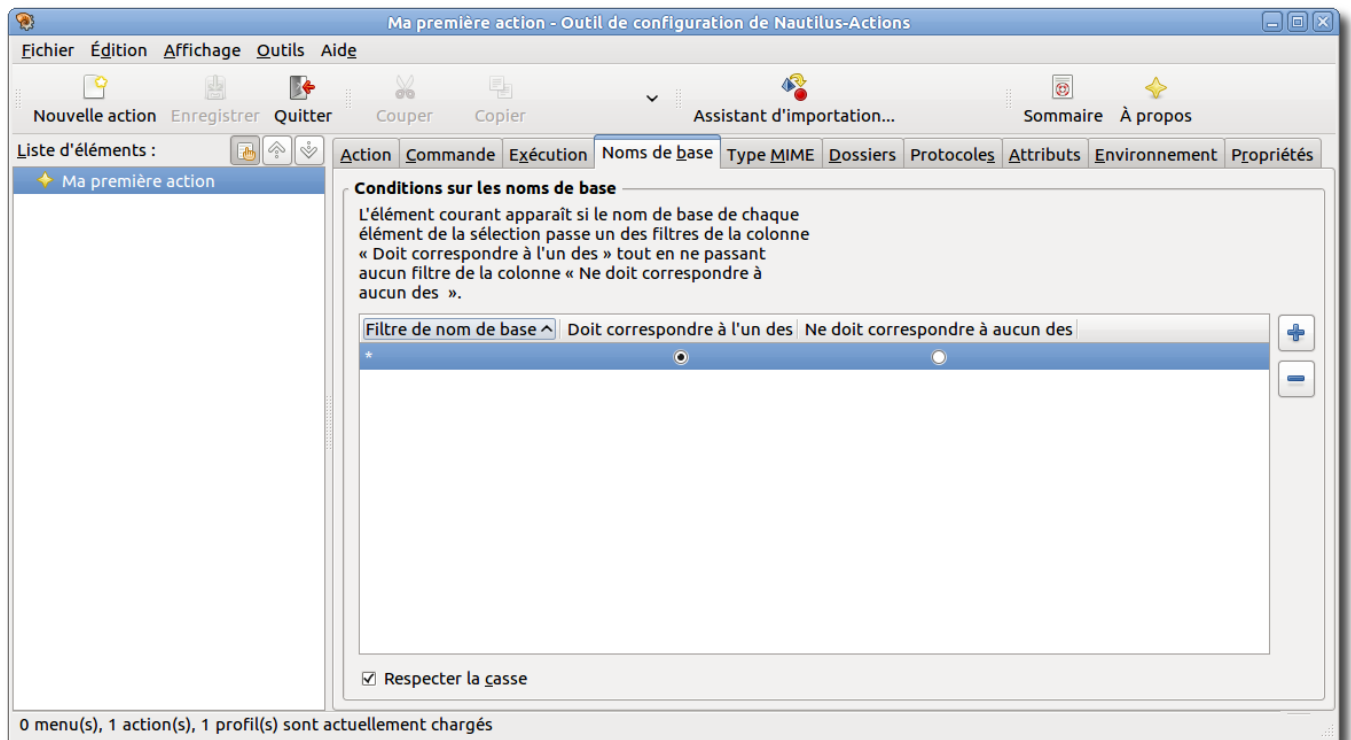 Ma première action - Outil de configuration de Nautilus-Actions
Fichier Édition Affichage Outils Aide
Nouvelle action Enregistrer Quitter Couper Copier Assistant d'importation... Sommaire À propos
Liste d'éléments :
Action Commande Exécution Noms de base Type MIME Dossiers Protocoles Attributs Environnement Propriétés
Ma première action
Conditions sur les noms de base
L'élément courant apparaît si le nom de base de chaque
élément de la sélection passe un des filtres de la colonne
« Doit correspondre à l'un des » tout en ne passant
aucun filtre de la colonne « Ne doit correspondre à
aucun des  ».
Filtre de nom de base Doit correspondre à l'un des Ne doit correspondre à aucun des
*
Respecter la casse
0 menu(s), 1 action(s), 1 profil(s) sont actuellement chargés